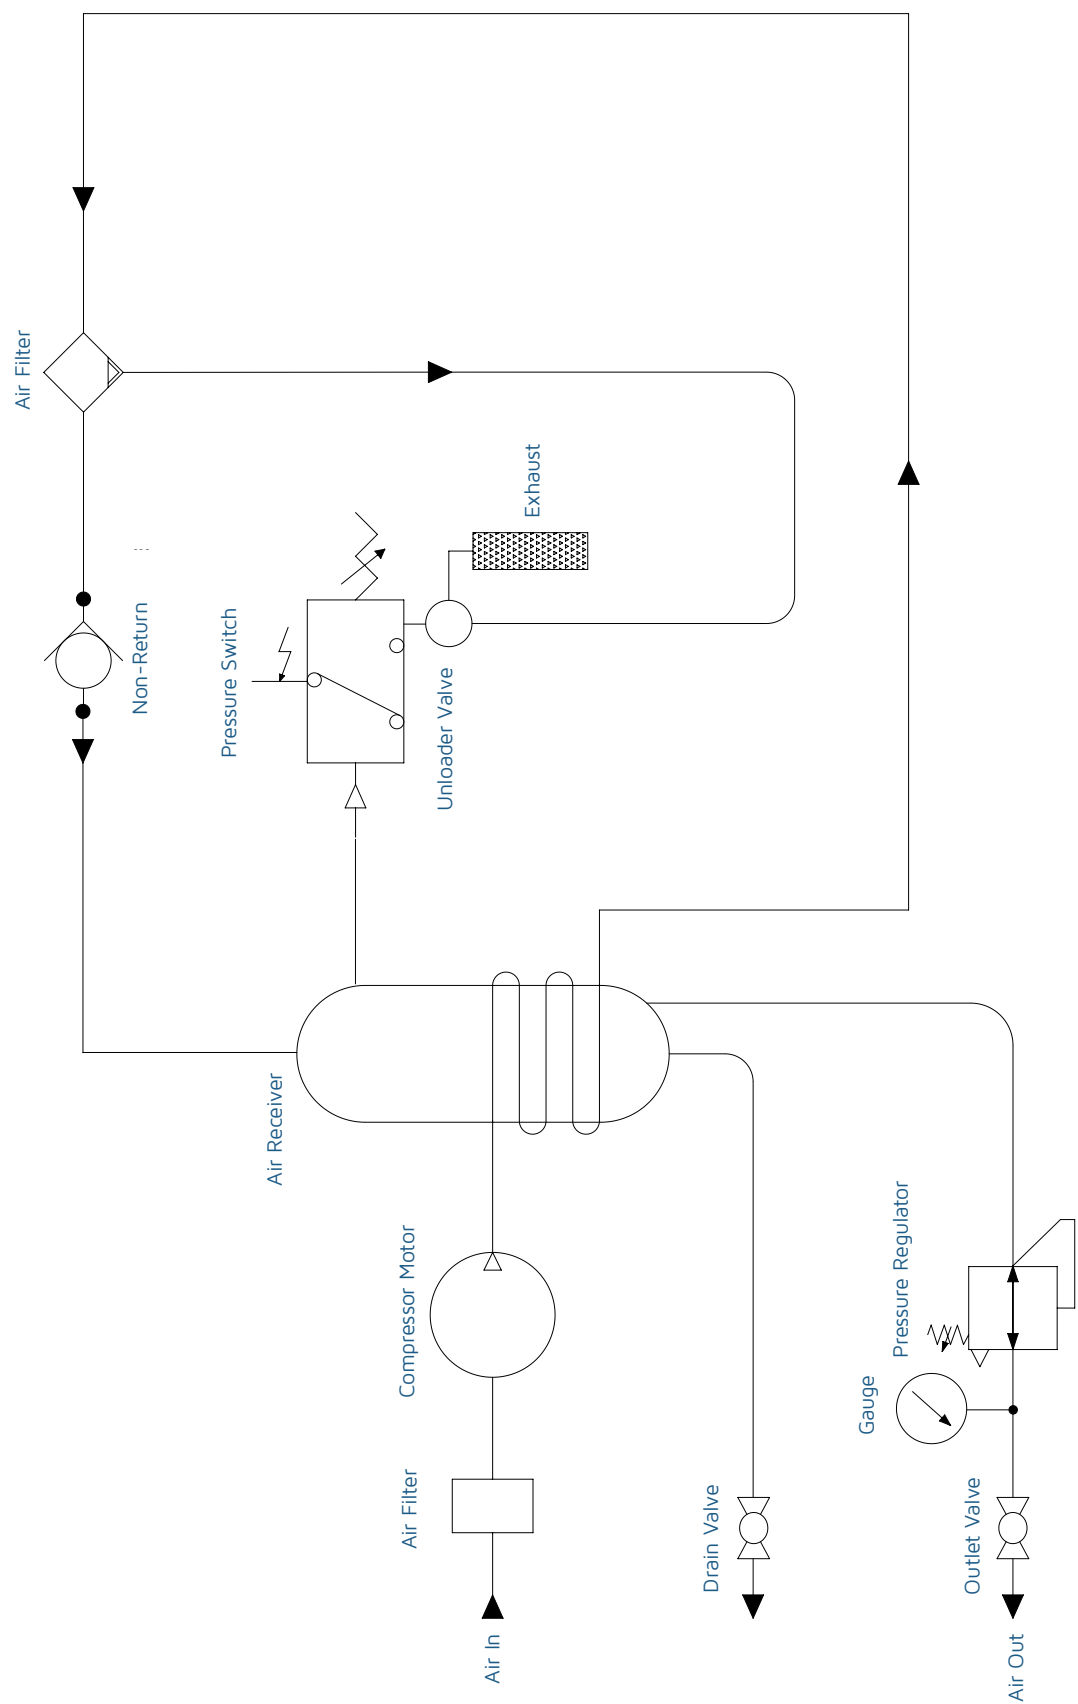 Air In
Air Filter
Compressor Motor
Air Receiver
Pressure Switch
Unloader Valve
Exhaust
Non-Return
Air Filter
Drain Valve
Gauge
Pressure Regulator
Outlet Valve
Air Out